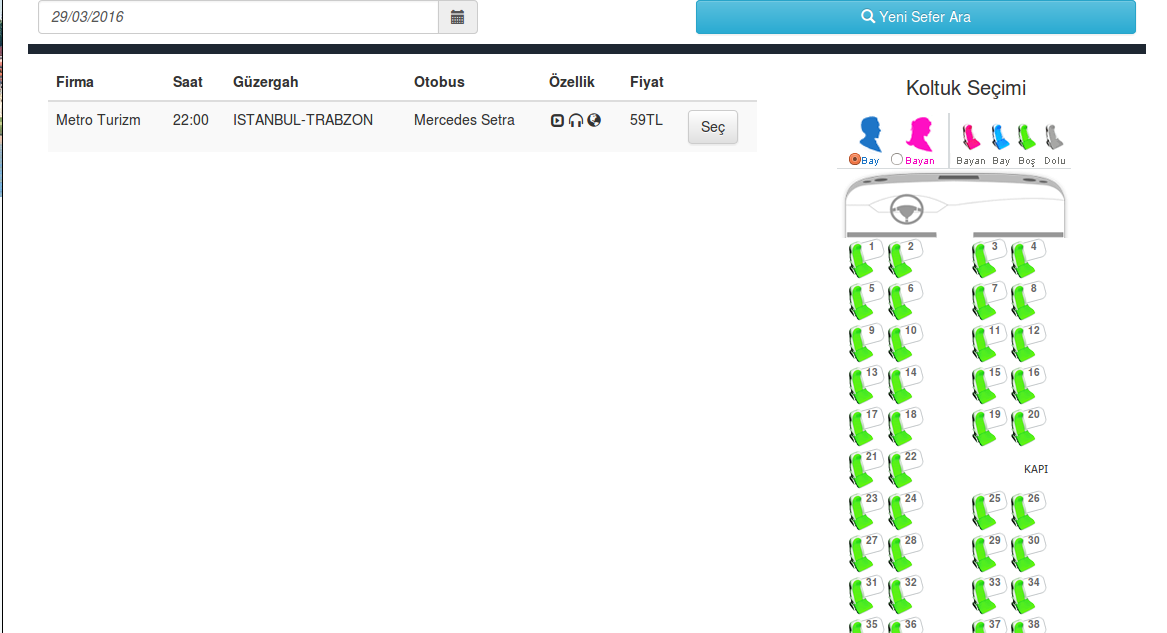 29/03/2016
Yeni Sefer Ara
Firma Saat Güzergah Otobus Özellik Fiyat
Metro Turizm 22:00 ISTANBUL-TRABZON Mercedes Setra 59TL Seç
Koltuk Seçimi
Bay Bayan Bayan Bay Boş Dolu
1 2 3 4
5 6 7 8
9 10 11 12
13 14 15 16
17 18 19 20
21 22
KAPI
23 24 25 26
27 28 29 30
31 32 33 34
35 36 37 38